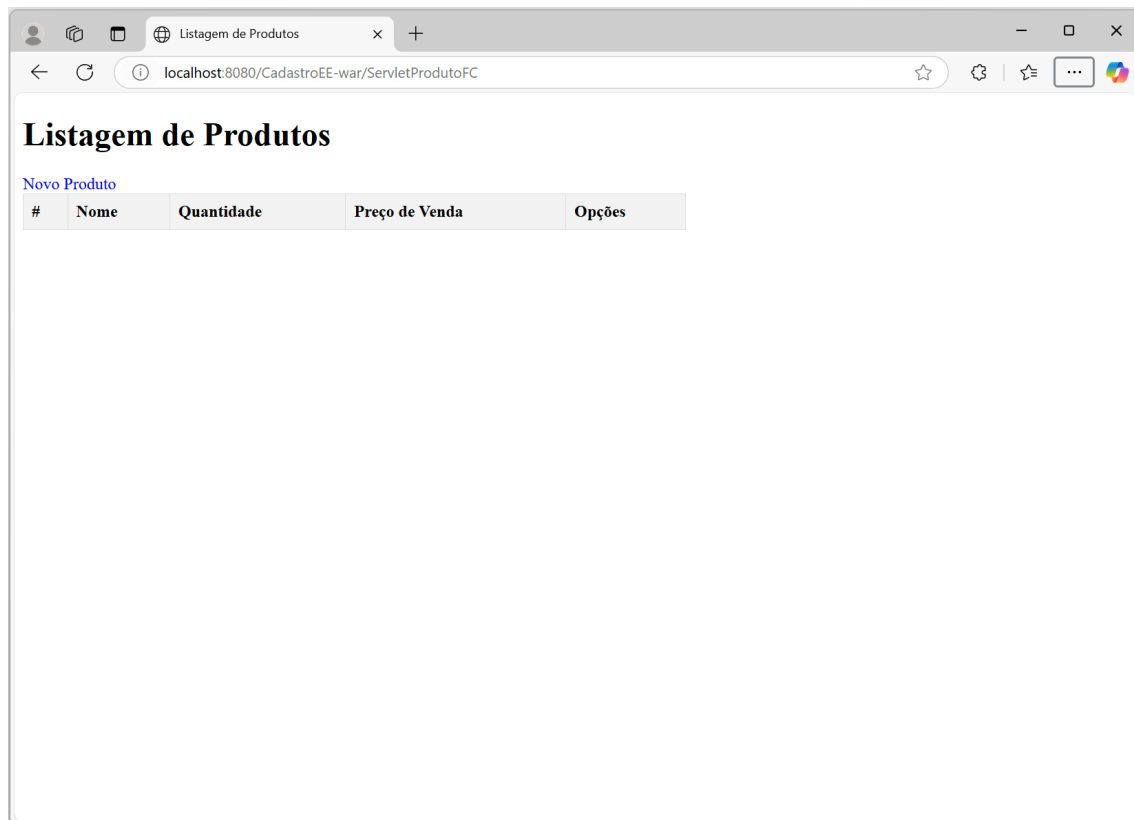 Listagem de Produtos
localhost:8080/CadastroEE-war/ServletProdutoFC
Listagem de Produtos
Novo Produto
# Nome Quantidade Preço de Venda Opções